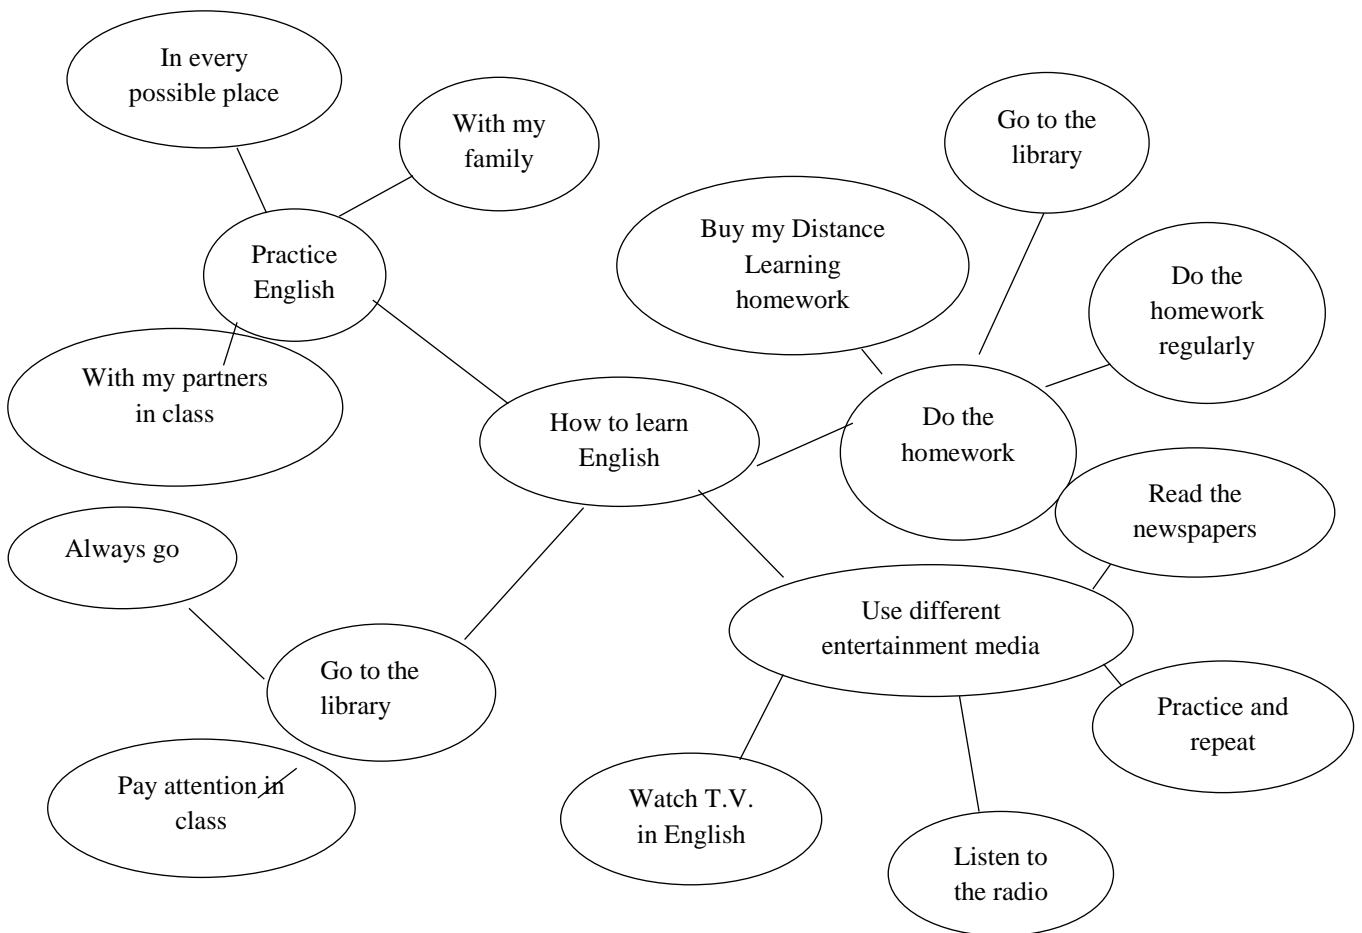 In every
possible place
With my
family
Go to the
library
Buy my Distance
Learning
homework
Practice
English
Do the
homework
regularly
With my partners
in class
How to learn
English
Do the
homework
Read the
newspapers
Always go
Use different
entertainment media
Go to the
library
Practice and
repeat
Pay attention in
class
Watch T.V.
in English
Listen to
the radio